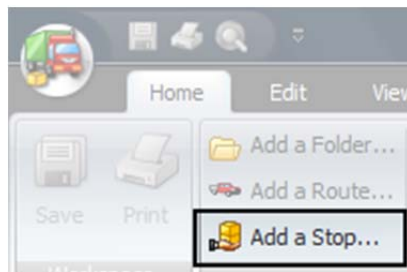 Home Edit View
Add a Folder...
Add a Route...
Save Print Add a Stop...